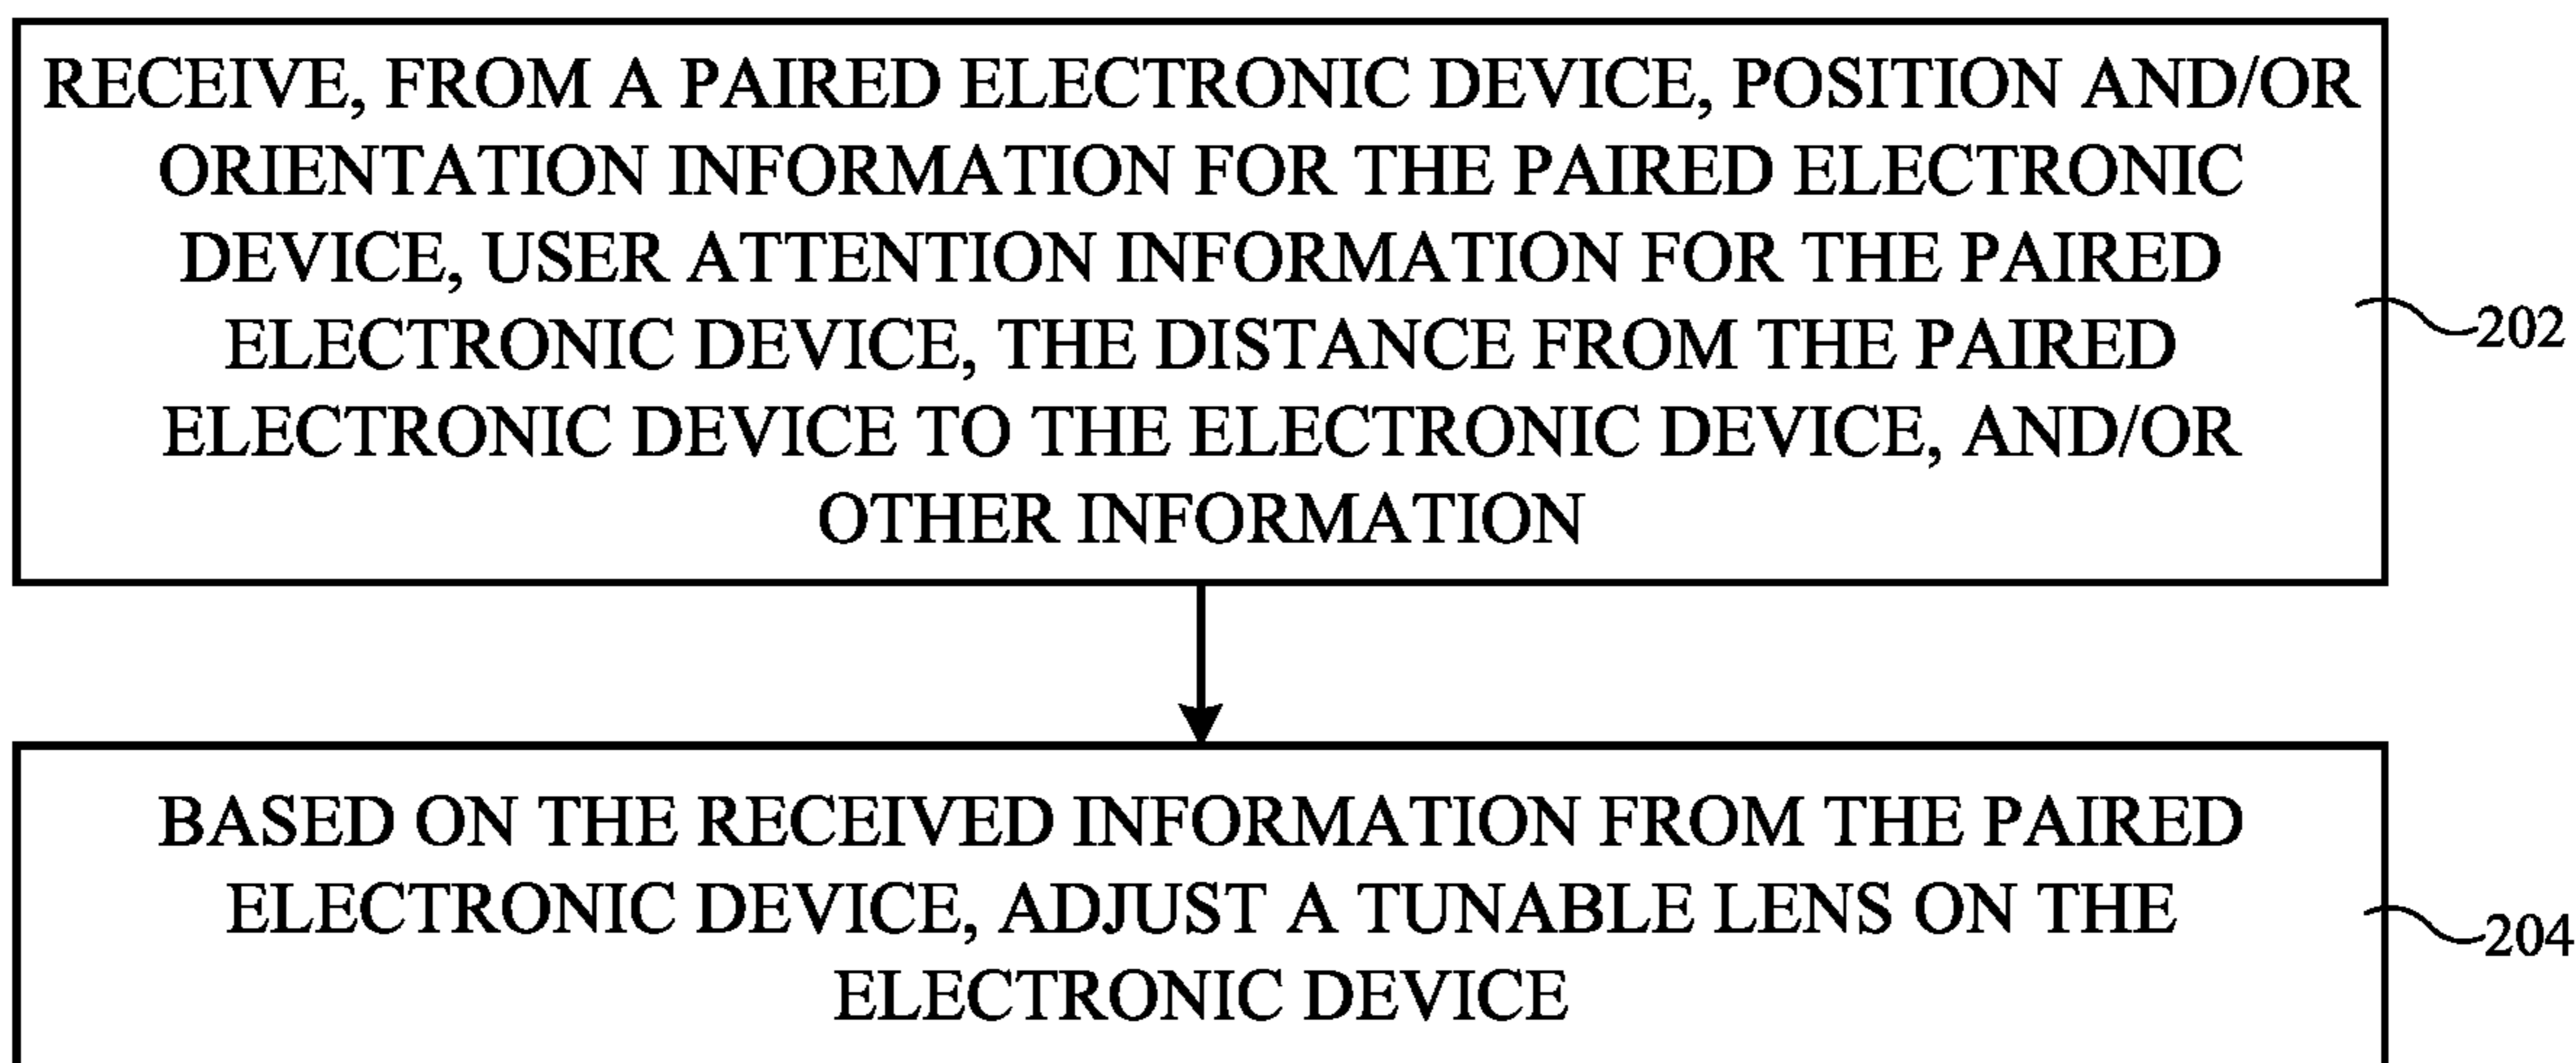 RECEIVE, FROM A PAIRED ELECTRONIC DEVICE, POSITION AND/OR
ORIENTATION INFORMATION FOR THE PAIRED ELECTRONIC
DEVICE, USER ATTENTION INFORMATION FOR THE PAIRED
ELECTRONIC DEVICE, THE DISTANCE FROM THE PAIRED
ELECTRONIC DEVICE TO THE ELECTRONIC DEVICE, AND/OR
OTHER INFORMATION
202
BASED ON THE RECEIVED INFORMATION FROM THE PAIRED
ELECTRONIC DEVICE, ADJUST A TUNABLE LENS ON THE
ELECTRONIC DEVICE
204